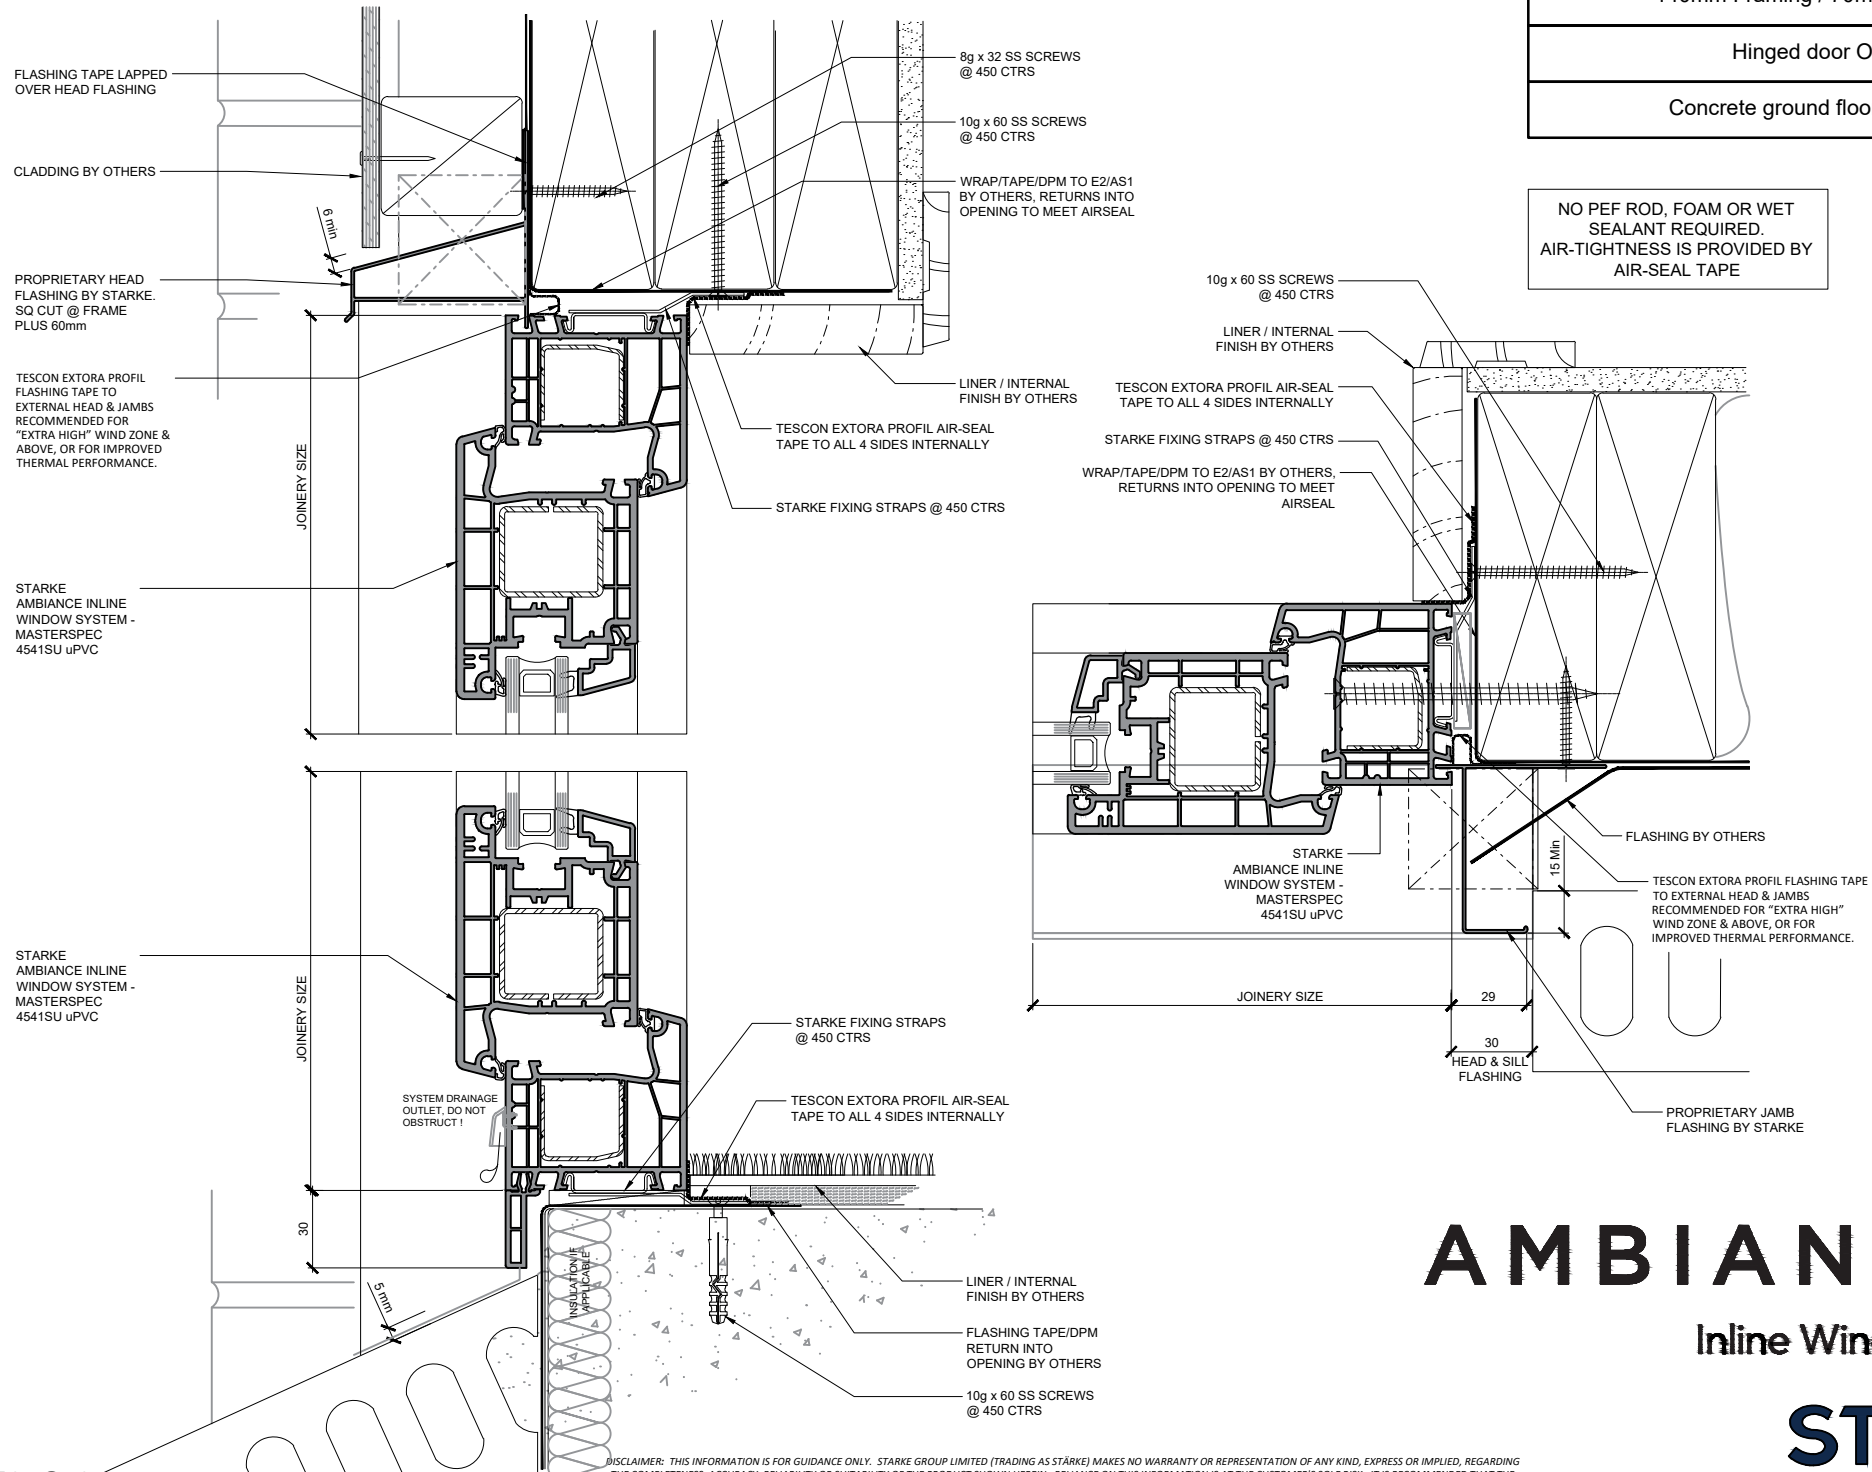 FLASHING TAPE LAPPED
OVER HEAD FLASHING
CLADDING BY OTHERS
6 min
PROPRIETARY HEAD
FLASHING BY STARKE.
SQ CUT @ FRAME
PLUS 60mm
TESCON EXTORA PROFIL
FLASHING TAPE TO
EXTERNAL HEAD & JAMBS
RECOMMENDED FOR
“EXTRA HIGH” WIND ZONE &
ABOVE, OR FOR IMPROVED
THERMAL PERFORMANCE.
JOINERY SIZE
STARKE
AMBIANCE INLINE
WINDOW SYSTEM -
MASTERSPEC
4541SU uPVC
8g x 32 SS SCREWS
@ 450 CTRS
10g x 60 SS SCREWS
@ 450 CTRS
WRAP/TAPE/DPM TO E2/AS1
BY OTHERS, RETURNS INTO
OPENING TO MEET AIRSEAL
LINER / INTERNAL
FINISH BY OTHERS
TESCON EXTORA PROFIL AIR-SEAL
TAPE TO ALL 4 SIDES INTERNALLY
STARKE FIXING STRAPS @ 450 CTRS
STARKE
AMBIANCE INLINE
WINDOW SYSTEM -
MASTERSPEC
4541SU uPVC
JOINERY SIZE
SYSTEM DRAINAGE
OUTLET, DO NOT
OBSTRUCT !
30
5 mm
INSULATION IF
APPLICABLE
STARKE FIXING STRAPS
@ 450 CTRS
TESCON EXTORA PROFIL AIR-SEAL
TAPE TO ALL 4 SIDES INTERNALLY
LINER / INTERNAL
FINISH BY OTHERS
FLASHING TAPE/DPM
RETURN INTO
OPENING BY OTHERS
10g x 60 SS SCREWS
@ 450 CTRS
Hinged door O
Concrete ground floo
NO PEF ROD, FOAM OR WET
SEALANT REQUIRED.
AIR-TIGHTNESS IS PROVIDED BY
AIR-SEAL TAPE
10g x 60 SS SCREWS
@ 450 CTRS
LINER / INTERNAL
FINISH BY OTHERS
TESCON EXTORA PROFIL AIR-SEAL
TAPE TO ALL 4 SIDES INTERNALLY
STARKE FIXING STRAPS @ 450 CTRS
WRAP/TAPE/DPM TO E2/AS1 BY OTHERS,
RETURNS INTO OPENING TO MEET
AIRSEAL
STARKE
AMBIANCE INLINE
WINDOW SYSTEM -
MASTERSPEC
4541SU uPVC
FLASHING BY OTHERS
15 Min
TESCON EXTORA PROFIL FLASHING TAPE
TO EXTERNAL HEAD & JAMBS
RECOMMENDED FOR “EXTRA HIGH”
WIND ZONE & ABOVE, OR FOR
IMPROVED THERMAL PERFORMANCE.
JOINERY SIZE
29
30
HEAD & SILL
FLASHING
PROPRIETARY JAMB
FLASHING BY STARKE
AMBIAN
Inline Win
ST
DISCLAIMER: THIS INFORMATION IS FOR GUIDANCE ONLY. STARKE GROUP LIMITED (TRADING AS STÄRKE) MAKES NO WARRANTY OR REPRESENTATION OF ANY KIND, EXPRESS OR IMPLIED, REGARDING